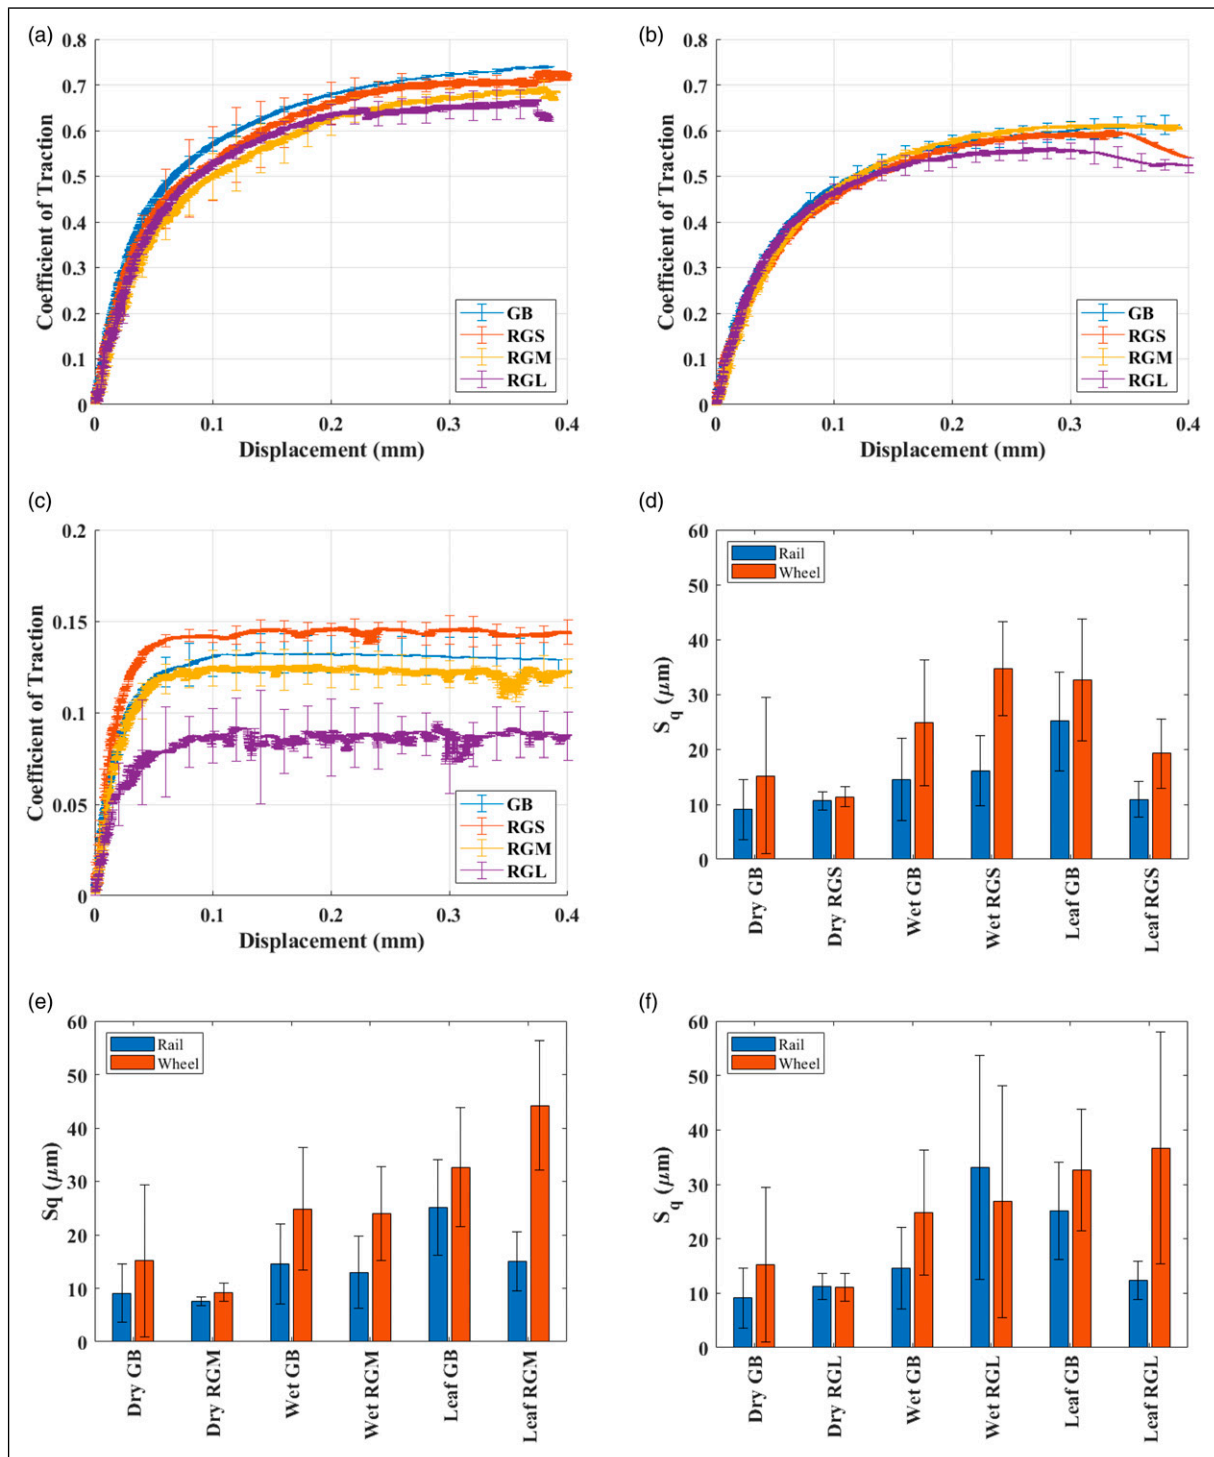 (a)
0.8
0.7
0.6
0.5
0.4
0.3
0.2
0.1
0
Coefficient of Traction
GB
RGS
RGM
RGL
0 0.1 0.2 0.3 0.4
Displacement (mm)
(b)
0.8
0.7
0.6
0.5
0.4
0.3
0.2
0.1
0
Coefficient of Traction
GB
RGS
RGM
RGL
0 0.1 0.2 0.3 0.4
Displacement (mm)
(c)
0.2
0.15
0.1
0.05
0
Coefficient of Traction
GB
RGS
RGM
RGL
0 0.1 0.2 0.3 0.4
Displacement (mm)
(d)
60
50
40
30
20
10
0
Sq (μm)
Rail
Wheel
Dry GB
Dry RGS
Wet GB
Wet RGS
Leaf GB
Leaf RGS
(e)
60
50
40
30
20
10
0
Sq (μm)
Rail
Wheel
Dry GB
Dry RGM
Wet GB
Wet RGM
Leaf GB
Leaf RGM
(f)
60
50
40
30
20
10
0
Sq (μm)
Rail
Wheel
Dry GB
Dry RGL
Wet GB
Wet RGL
Leaf GB
Leaf RGL